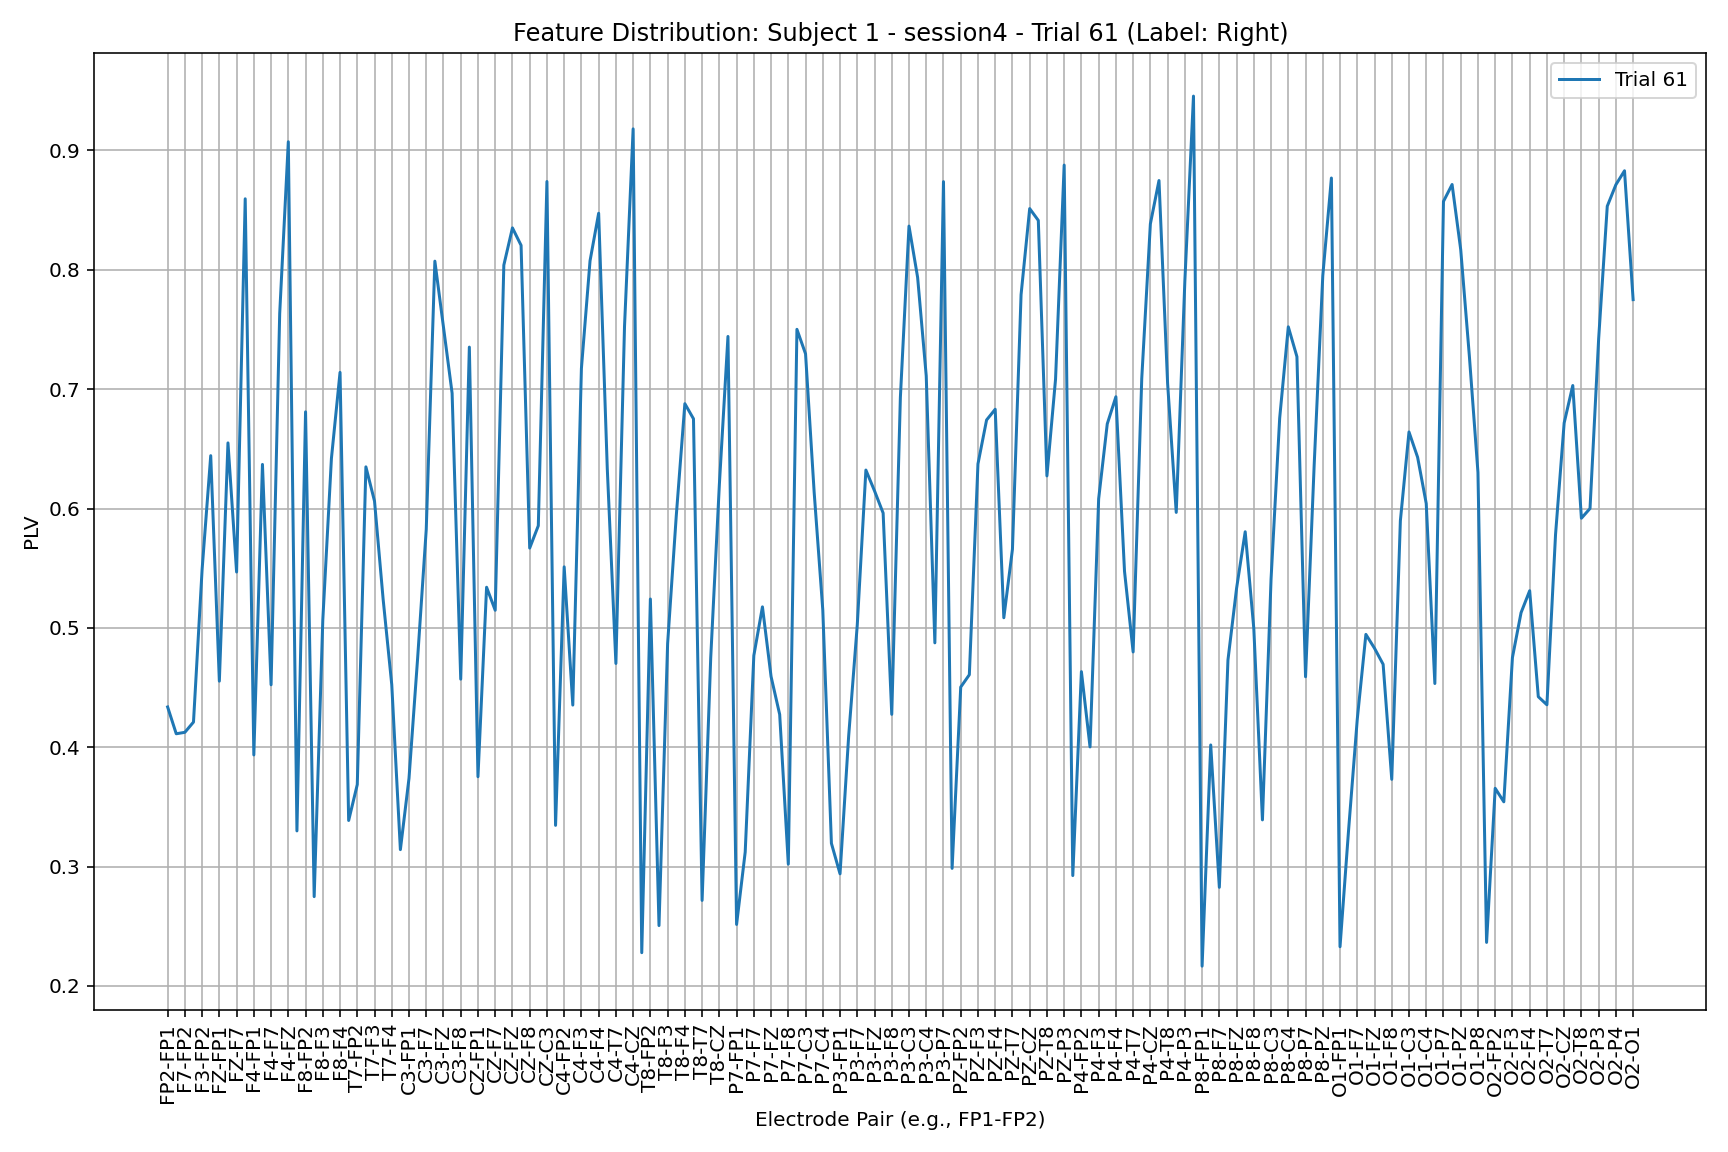 Feature Distribution: Subject 1 - session4 - Trial 61 (Label: Right)
Trial 61
PLV
0.9
0.8
0.7
0.6
0.5
0.4
0.3
0.2
FP2-FP1
F7-FP2
F3-FP2
FZ-FP1
FZ-F7
F4-FP1
F4-F7
F4-FZ
F8-FP2
F8-F3
F8-F4
T7-FP2
T7-F3
T7-F4
C3-FP1
C3-F7
C3-FZ
C3-F8
CZ-FP1
CZ-F7
CZ-FZ
CZ-F8
CZ-C3
C4-FP2
C4-F3
C4-F4
C4-T7
C4-CZ
T8-FP2
T8-F3
T8-F4
T8-T7
T8-CZ
P7-FP1
P7-F7
P7-FZ
P7-F8
P7-C3
P7-C4
P3-FP1
P3-F7
P3-FZ
P3-F8
P3-C3
P3-C4
P3-P7
PZ-FP2
PZ-F3
PZ-F4
PZ-T7
PZ-CZ
PZ-T8
PZ-P3
P4-FP2
P4-F3
P4-F4
P4-T7
P4-CZ
P4-T8
P4-P3
P8-FP1
P8-F7
P8-FZ
P8-F8
P8-C3
P8-C4
P8-P7
P8-PZ
O1-FP1
O1-F7
O1-FZ
O1-F8
O1-C3
O1-C4
O1-P7
O1-PZ
O1-P8
O2-FP2
O2-F3
O2-F4
O2-T7
O2-CZ
O2-T8
O2-P3
O2-P4
O2-O1
Electrode Pair (e.g., FP1-FP2)